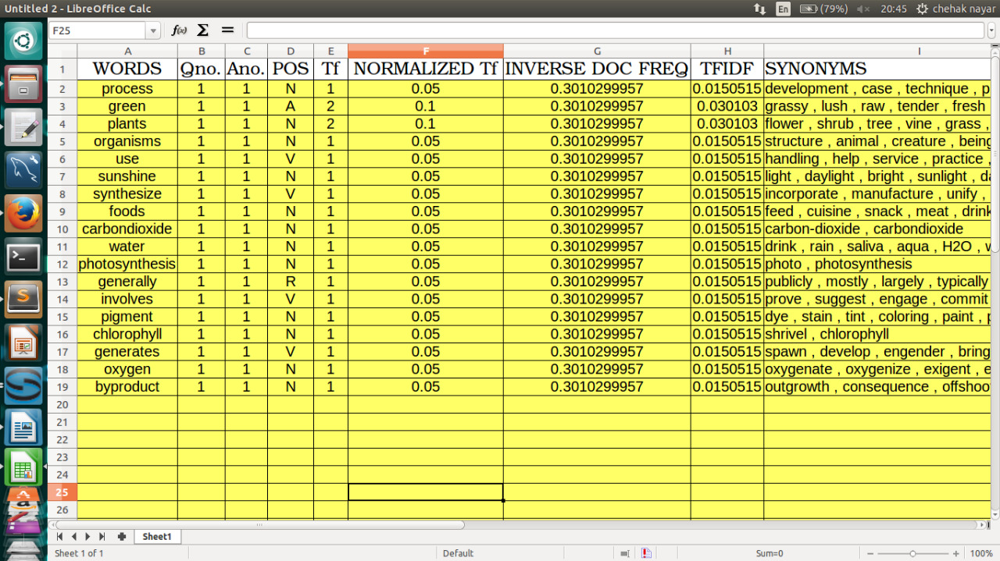 Untitled 2 - LibreOffice Calc En (79%) 20:45 chehak nayar
F25 f(x) Σ =
A B C D E F G H I
1 WORDS Qno. Ano. POS Tf NORMALIZED Tf INVERSE DOC FREQ TFIDF SYNONYMS
2 process 1 1 N 1 0.05 0.3010299957 0.0150515 development , case , technique , p
3 green 1 1 A 2 0.1 0.3010299957 0.030103 grassy , lush , raw , tender , fresh
4 plants 1 1 N 2 0.1 0.3010299957 0.030103 flower , shrub , tree , vine , grass ,
5 organisms 1 1 N 1 0.05 0.3010299957 0.0150515 structure , animal , creature , being
6 use 1 1 V 1 0.05 0.3010299957 0.0150515 handling , help , service , practice ,
7 sunshine 1 1 N 1 0.05 0.3010299957 0.0150515 light , daylight , bright , sunlight , da
8 synthesize 1 1 V 1 0.05 0.3010299957 0.0150515 incorporate , manufacture , unify ,
9 foods 1 1 N 1 0.05 0.3010299957 0.0150515 feed , cuisine , snack , meat , drink
10 carbondioxide 1 1 N 1 0.05 0.3010299957 0.0150515 carbon-dioxide , carbondioxide
11 water 1 1 N 1 0.05 0.3010299957 0.0150515 drink , rain , saliva , aqua , H2O , w
12 photosynthesis 1 1 N 1 0.05 0.3010299957 0.0150515 photo , photosynthesis
13 generally 1 1 R 1 0.05 0.3010299957 0.0150515 publicly , mostly , largely , typically
14 involves 1 1 V 1 0.05 0.3010299957 0.0150515 prove , suggest , engage , commit
15 pigment 1 1 N 1 0.05 0.3010299957 0.0150515 dye , stain , tint , coloring , paint , p
16 chlorophyll 1 1 N 1 0.05 0.3010299957 0.0150515 shrivel , chlorophyll
17 generates 1 1 V 1 0.05 0.3010299957 0.0150515 spawn , develop , engender , bring
18 oxygen 1 1 N 1 0.05 0.3010299957 0.0150515 oxygenate , oxygenize , exigent , e
19 byproduct 1 1 N 1 0.05 0.3010299957 0.0150515 outgrowth , consequence , offshoo
20
21
22
23
24
25
26
Sheet1
Sheet 1 of 1 Default Sum=0 100%